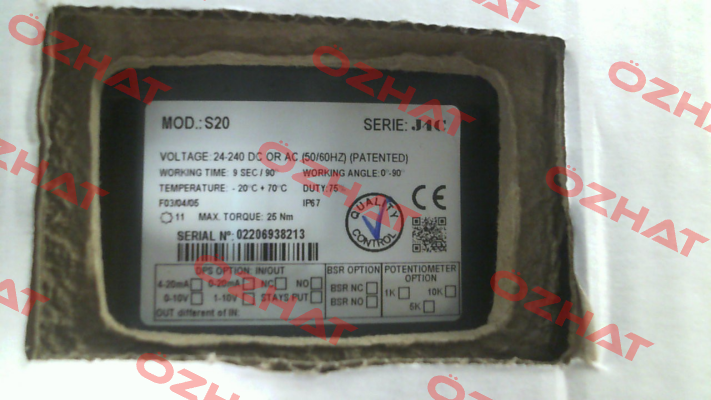 MOD.: S20 SERIE: J4C
VOLTAGE: 24-240 DC OR AC (50/60HZ) (PATENTED)
WORKING TIME: 9 SEC / 90° WORKING ANGLE: 0°-90°
TEMPERATURE: - 20°C + 70°C DUTY: 75
F03/04/05 IP67
11 MAX. TORQUE: 25 Nm
CE
QUALITY CONTROL
SERIAL Nº: 02206938213
DPS OPTION: IN/OUT BSR OPTION POTENTIOMETER OPTION
4-20mA 0-20mA NC NO BSR NC 1K 10K
0-10V 1-10V STAYS PUT BSR NO 5K
OUT different of IN:
ÖZHAT
ÖZHAT
ÖZHAT
ÖZHAT
ÖZHAT
ÖZHAT
ÖZHAT
ÖZHAT